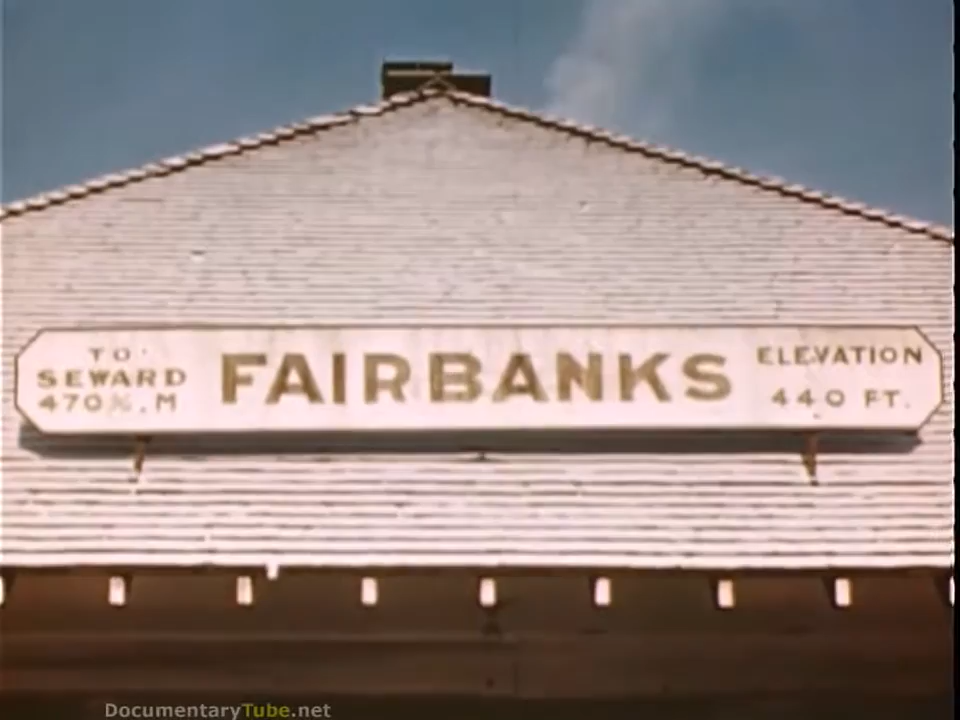 TO
SEWARD
470 .M
FAIRBANKS
ELEVATION
440 FT.
DocumentaryTube.net